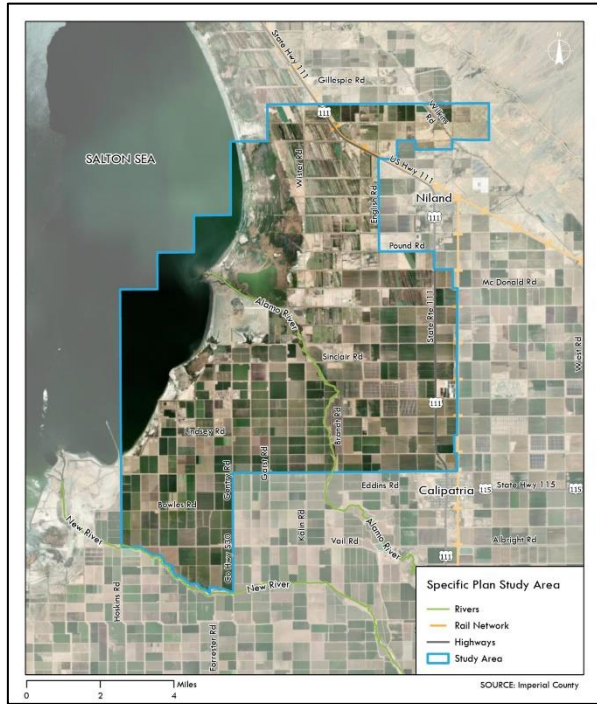 State Hwy 111
Gillespie Rd
Wilkins Rd
111
SALTON SEA
Wister Rd
US Hwy 111
English Rd
Niland
111
Pound Rd
Mc Donald Rd
Alamo River
State Rte 111
Sinclair Rd
Wiest Rd
Brandt Rd
111
Lindsey Rd
Garst Rd
Gentry Rd
Eddins Rd
State Hwy 115
Calipatria
115
115
Bowles Rd
Kalin Rd
Vail Rd
Alamo River
Albright Rd
New River
Co Hwy S30
111
Hoskins Rd
New River
Forrester Rd
Specific Plan Study Area
Rivers
Rail Network
Highways
Study Area
Miles
0 2 4
SOURCE: Imperial County